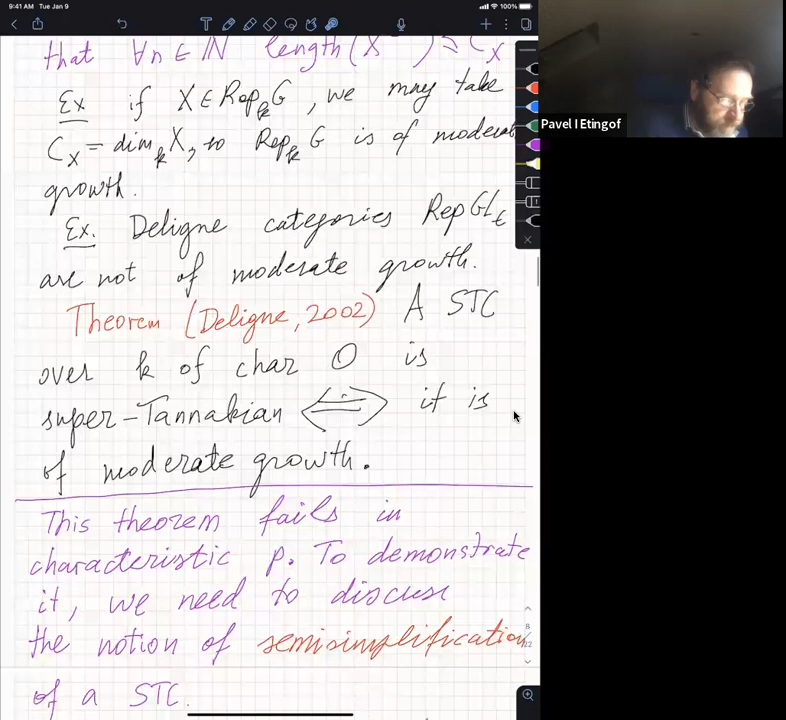 9:41 AM Tue Jan 9
100%
that ∀n ∈ ℕ length(X ) ≤ C_X
Ex if X ∈ Rep_k G, we may take
C_X = dim_k X, so Rep_k G is of moderate
growth.
Ex. Deligne categories Rep GL_t
are not of moderate growth.
Theorem (Deligne, 2002) A STC
over k of char 0 is
super-Tannakian ⟺ it is
of moderate growth.
This theorem fails in
characteristic p. To demonstrate
it, we need to discuss
the notion of semisimplification
of a STC.
Pavel I Etingof